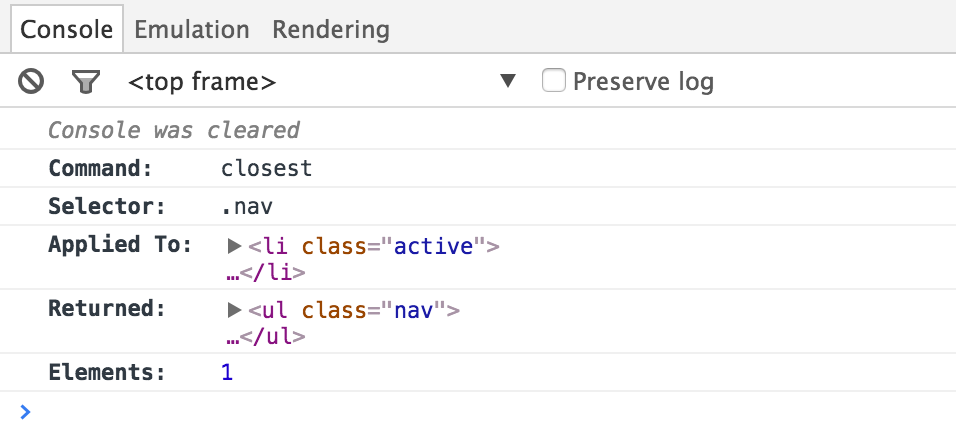 Console Emulation Rendering
<top frame> ▼ Preserve log
Console was cleared
Command: closest
Selector: .nav
Applied To: ▶<li class="active">
…</li>
Returned: ▶<ul class="nav">
…</ul>
Elements: 1
>